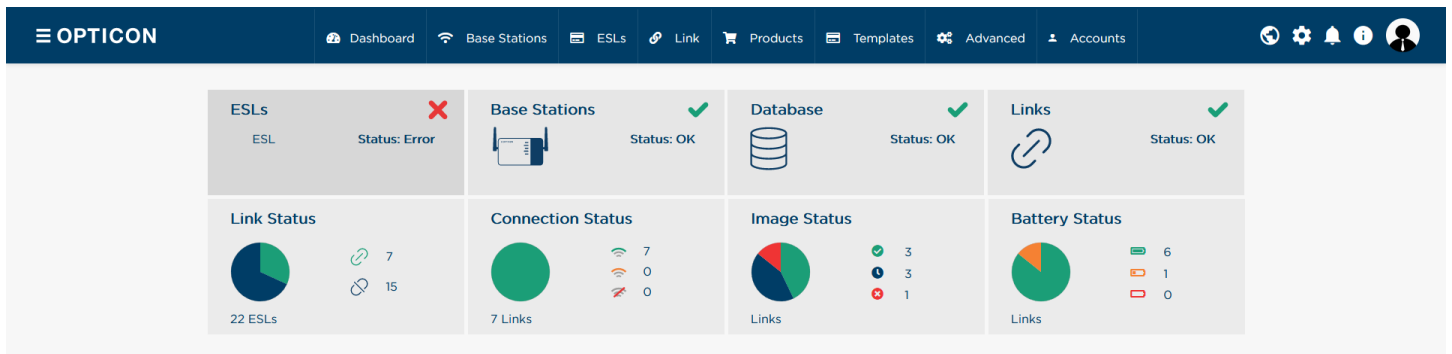 OPTICON
Dashboard Base Stations ESLs Link Products Templates Advanced Accounts
ESLs
ESL Status: Error
Base Stations
Status: OK
Database
Status: OK
Links
Status: OK
Link Status
7
15
22 ESLs
Connection Status
7
0
0
7 Links
Image Status
3
3
1
Links
Battery Status
6
1
0
Links